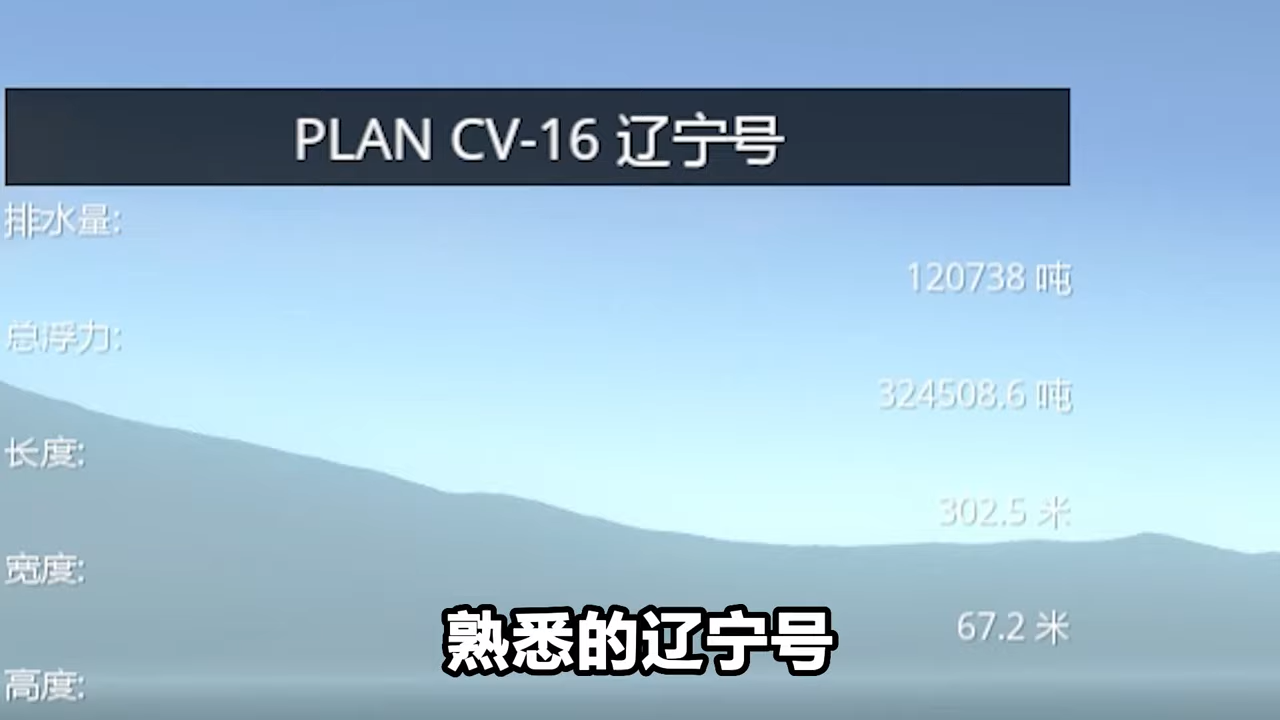 PLAN CV-16 辽宁号
排水量:
120738 吨
总浮力:
324508.6 吨
长度:
302.5 米
宽度:
67.2 米
熟悉的辽宁号
高度: